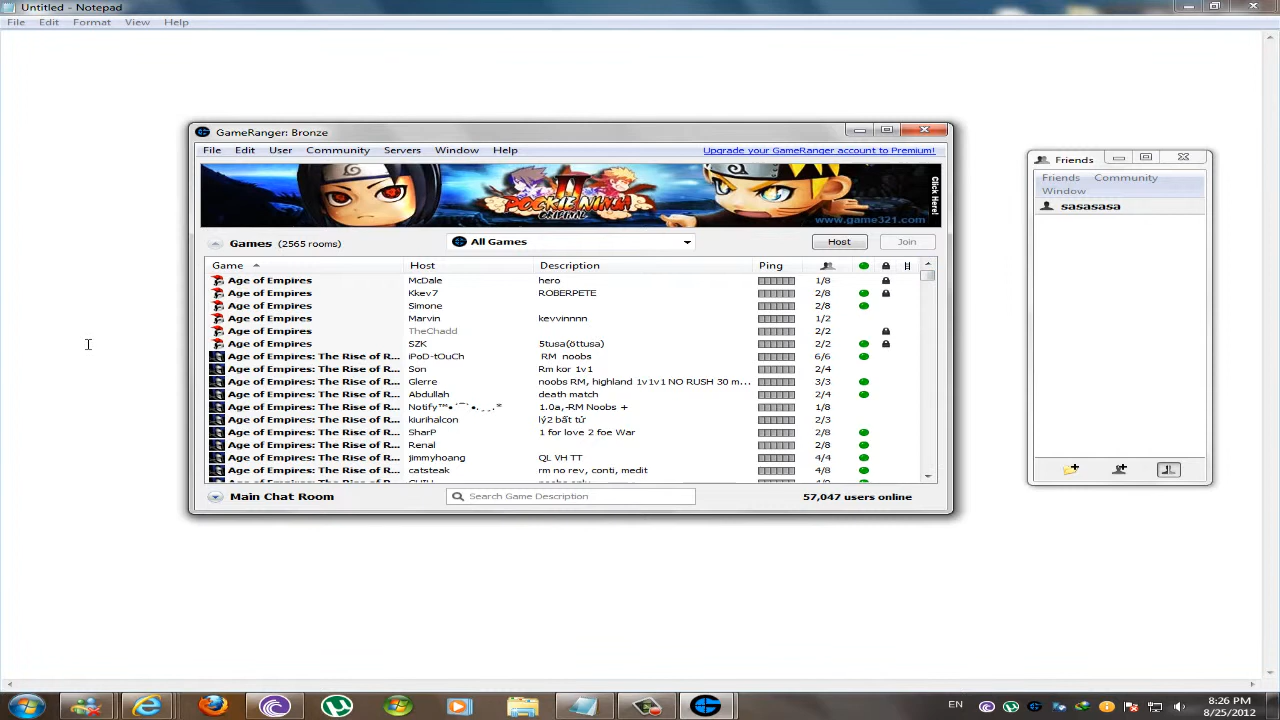 Untitled - Notepad
File Edit Format View Help
GameRanger: Bronze
File Edit User Community Servers Window Help Upgrade your GameRanger account to Premium!
II
POCKIE NINJA
ORIGINAL
Click Here!
www.game321.com
Games (2565 rooms) All Games Host Join
Game Host Description Ping
Age of Empires McDale hero 1/8
Age of Empires Kkev7 ROBERPETE 2/8
Age of Empires Simone 2/8
Age of Empires Marvin kevvinnnn 1/2
Age of Empires TheChadd 2/2
Age of Empires SZK 5tusa(öttusa) 2/2
Age of Empires: The Rise of R... iPoD-tOuCh RM noobs 6/6
Age of Empires: The Rise of R... Son Rm kor 1v1 2/4
Age of Empires: The Rise of R... Glerre noobs RM, highland 1v1v1 NO RUSH 30 m... 3/3
Age of Empires: The Rise of R... Abdullah death match 2/4
Age of Empires: The Rise of R... Notify™ 1.0a,-RM Noobs + 1/8
Age of Empires: The Rise of R... kiurihalcon lý2 bất tử 2/3
Age of Empires: The Rise of R... SharP 1 for love 2 foe War 2/8
Age of Empires: The Rise of R... Renal 2/8
Age of Empires: The Rise of R... jimmyhoang QL VH TT 4/4
Age of Empires: The Rise of R... catsteak rm no rev, conti, medit 4/8
Main Chat Room Search Game Description 57,047 users online
Friends
Friends Community
Window
sasasasa
EN
8:26 PM
8/25/2012